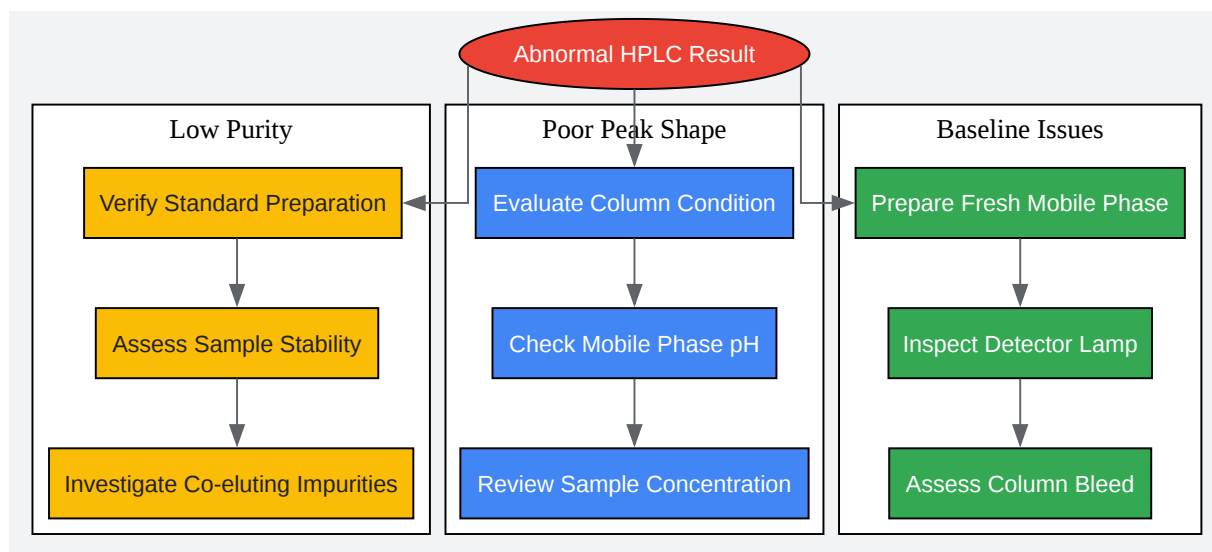 Abnormal HPLC Result
Low Purity
Verify Standard Preparation
Assess Sample Stability
Investigate Co-eluting Impurities
Poor Peak Shape
Evaluate Column Condition
Check Mobile Phase pH
Review Sample Concentration
Baseline Issues
Prepare Fresh Mobile Phase
Inspect Detector Lamp
Assess Column Bleed